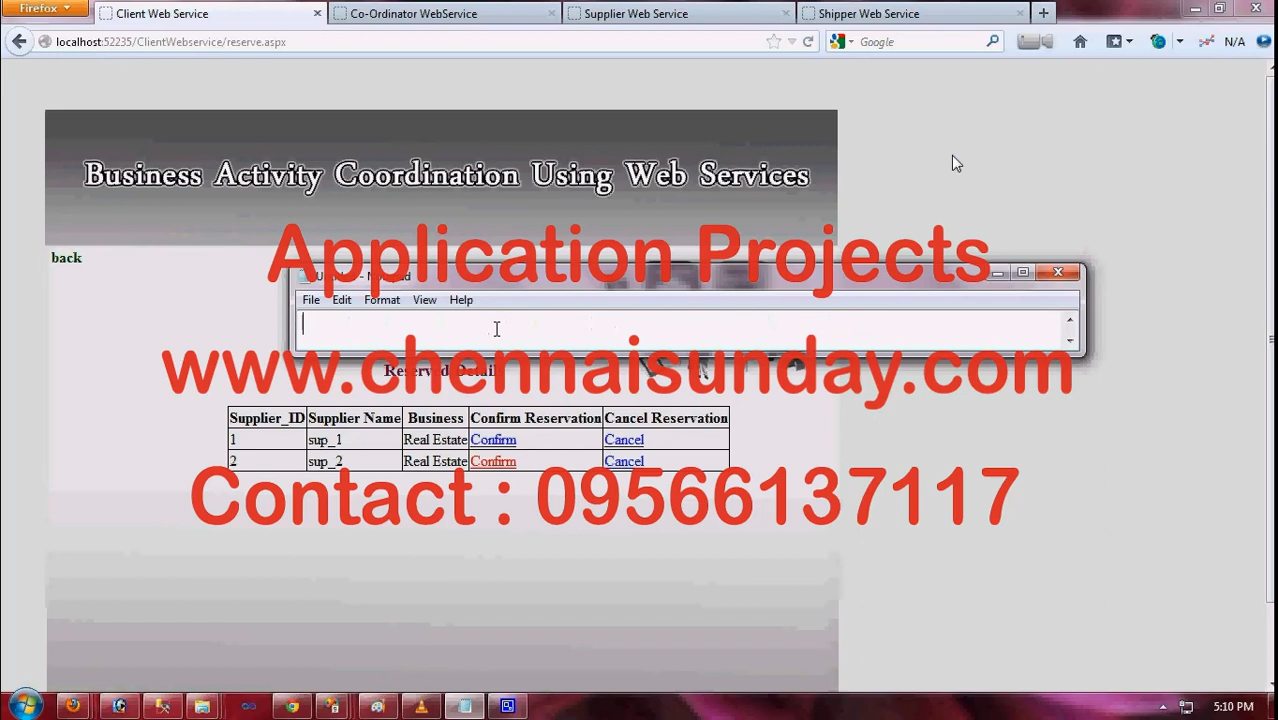 Firefox
Client Web Service
Co-Ordinator WebService
Supplier Web Service
Shipper Web Service
localhost:52235/ClientWebservice/reserve.aspx
Google
N/A
Business Activity Coordination Using Web Services
back
Application Projects
File Edit Format View Help
www.chennaisunday.com
Reserved Details
Supplier_ID Supplier Name Business Confirm Reservation Cancel Reservation
1 sup_1 Real Estate Confirm Cancel
2 sup_2 Real Estate Confirm Cancel
Contact : 09566137117
5:10 PM